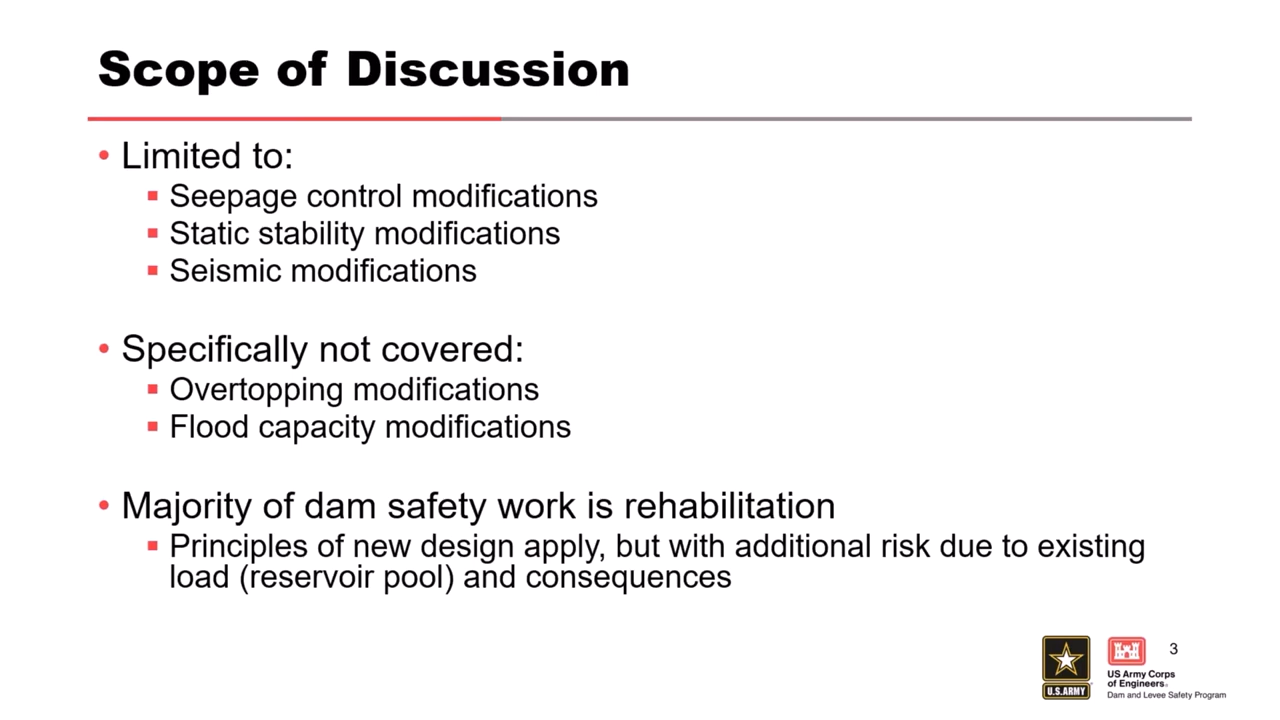 Scope of Discussion
• Limited to:
▪ Seepage control modifications
▪ Static stability modifications
▪ Seismic modifications
• Specifically not covered:
▪ Overtopping modifications
▪ Flood capacity modifications
• Majority of dam safety work is rehabilitation
▪ Principles of new design apply, but with additional risk due to existing
load (reservoir pool) and consequences
3
U.S.ARMY
US Army Corps
of Engineers®
Dam and Levee Safety Program